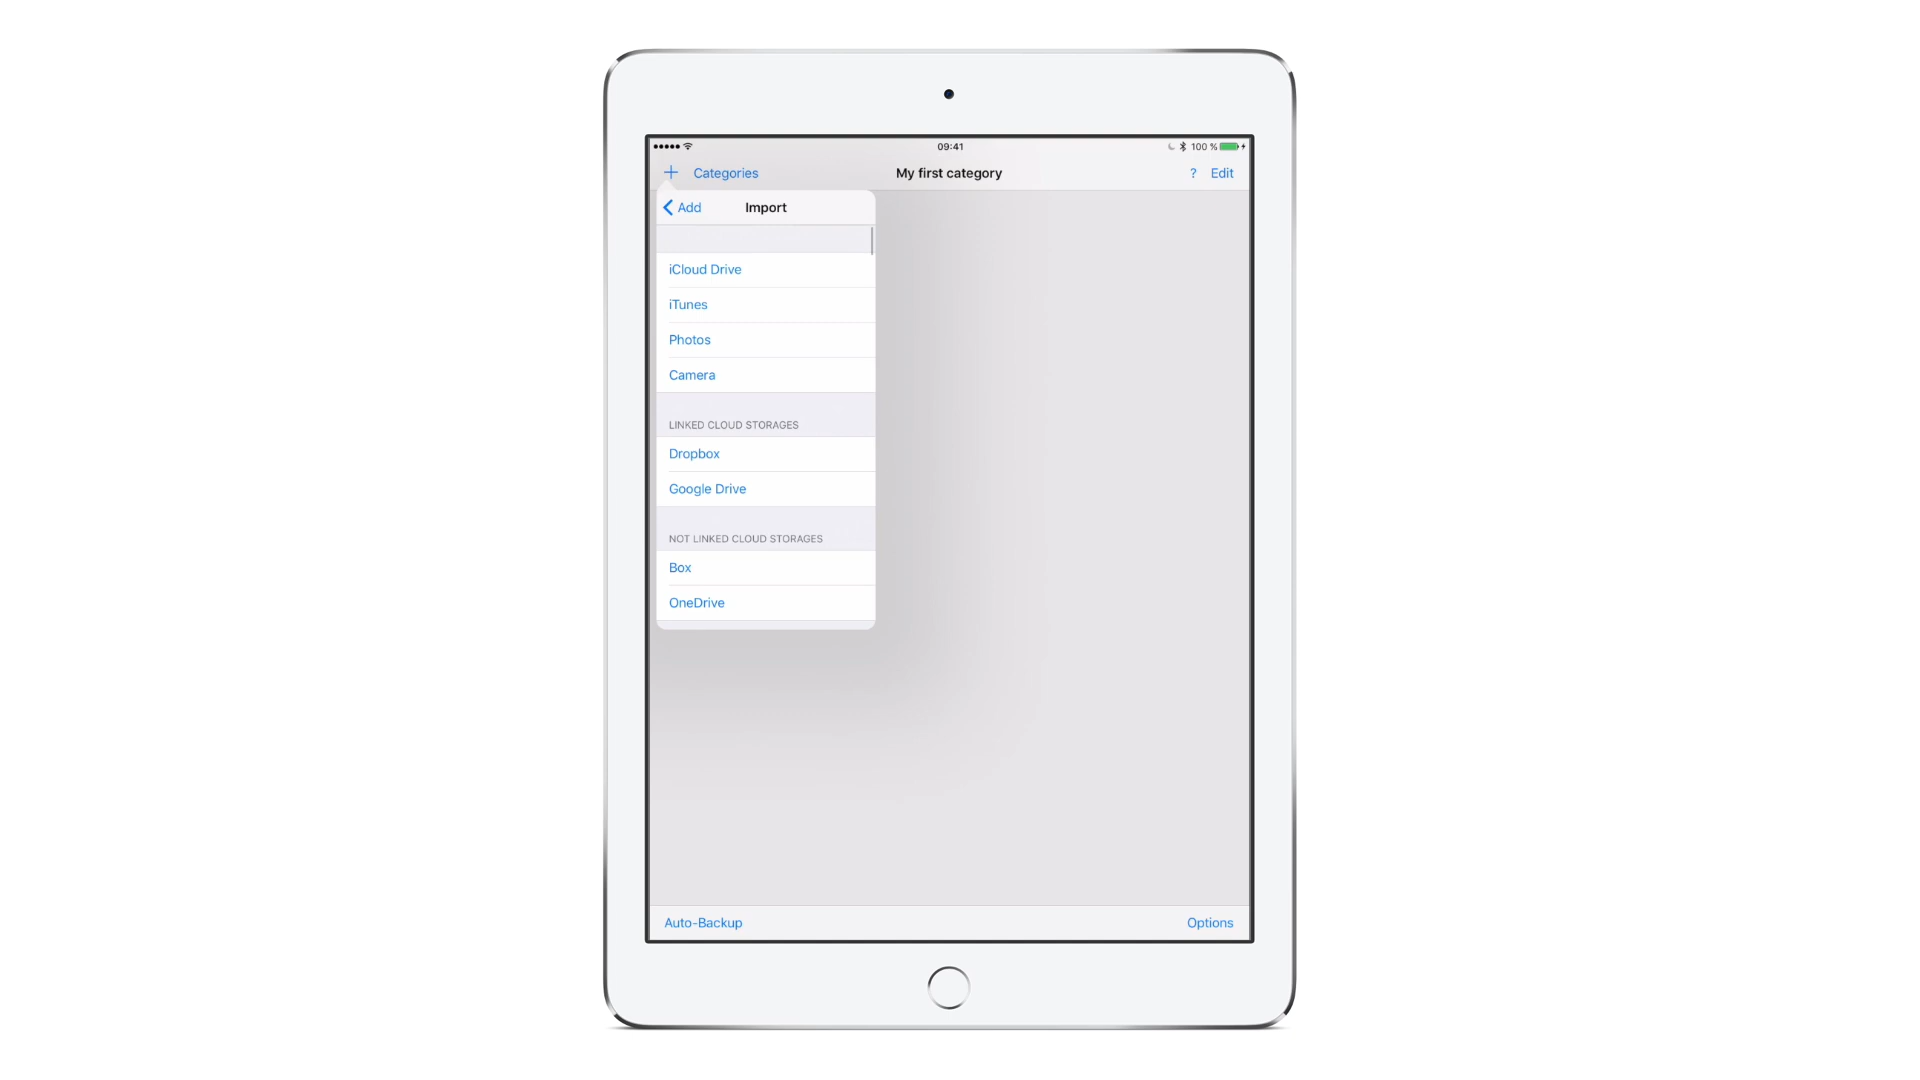 09:41
100 %
+ Categories
My first category
? Edit
Add
Import
iCloud Drive
iTunes
Photos
Camera
LINKED CLOUD STORAGES
Dropbox
Google Drive
NOT LINKED CLOUD STORAGES
Box
OneDrive
Auto-Backup
Options